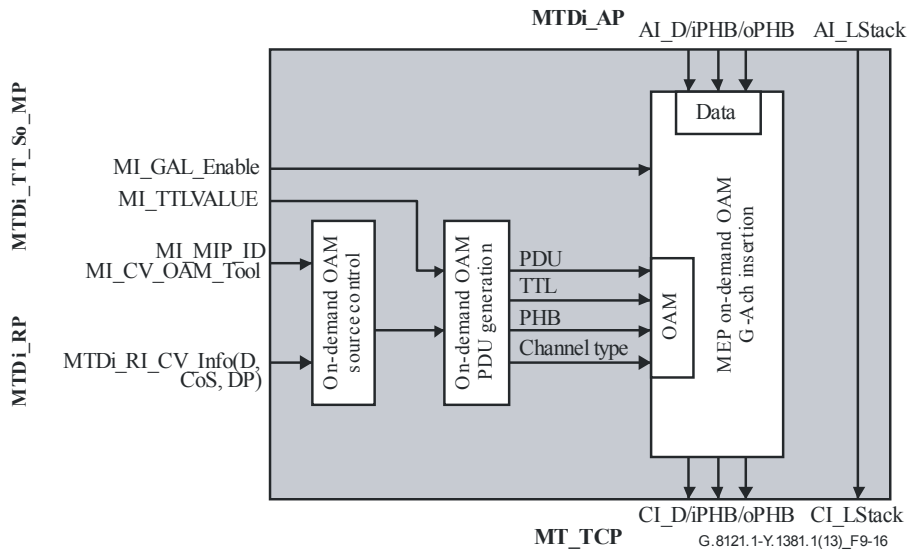 MTDi_AP
AI_D/iPHB/oPHB
AI_LStack
MTDi_TT_So_MP
Data
MI_GAL_Enable
MI_TTLVALUE
MI_MIP_ID
MI_CV_OAM_Tool
MTDi_RP
MTDi_RI_CV_Info(D,
CoS, DP)
On-demand OAM
source control
On-demand OAM
PDU generation
PDU
TTL
PHB
Channel type
OAM
MEP on-demand OAM
G-Ach insertion
CI_D/iPHB/oPHB
CI_LStack
MT_TCP
G.8121.1-Y.1381.1(13)_F9-16